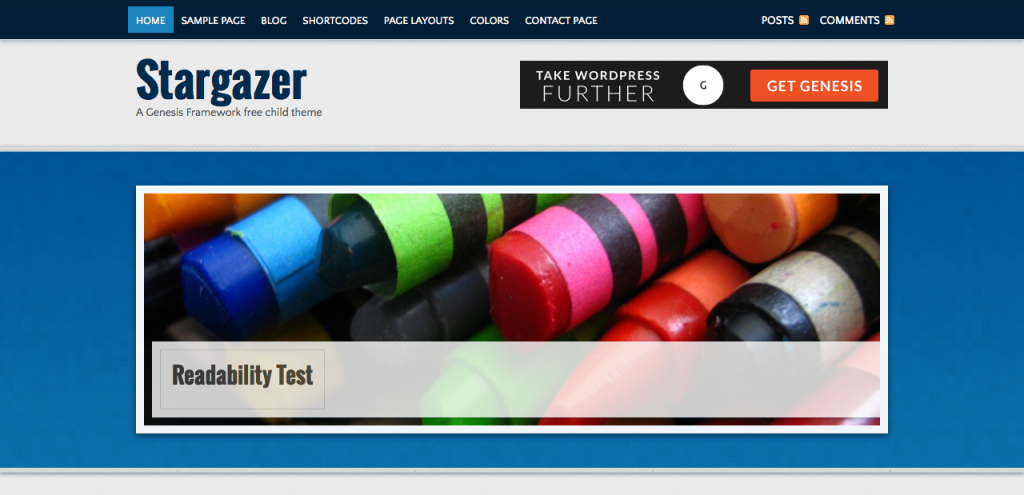 HOME SAMPLE PAGE BLOG SHORTCODES PAGE LAYOUTS COLORS CONTACT PAGE POSTS COMMENTS
Stargazer
A Genesis Framework free child theme
TAKE WORDPRESS
FURTHER
G
GET GENESIS
Readability Test